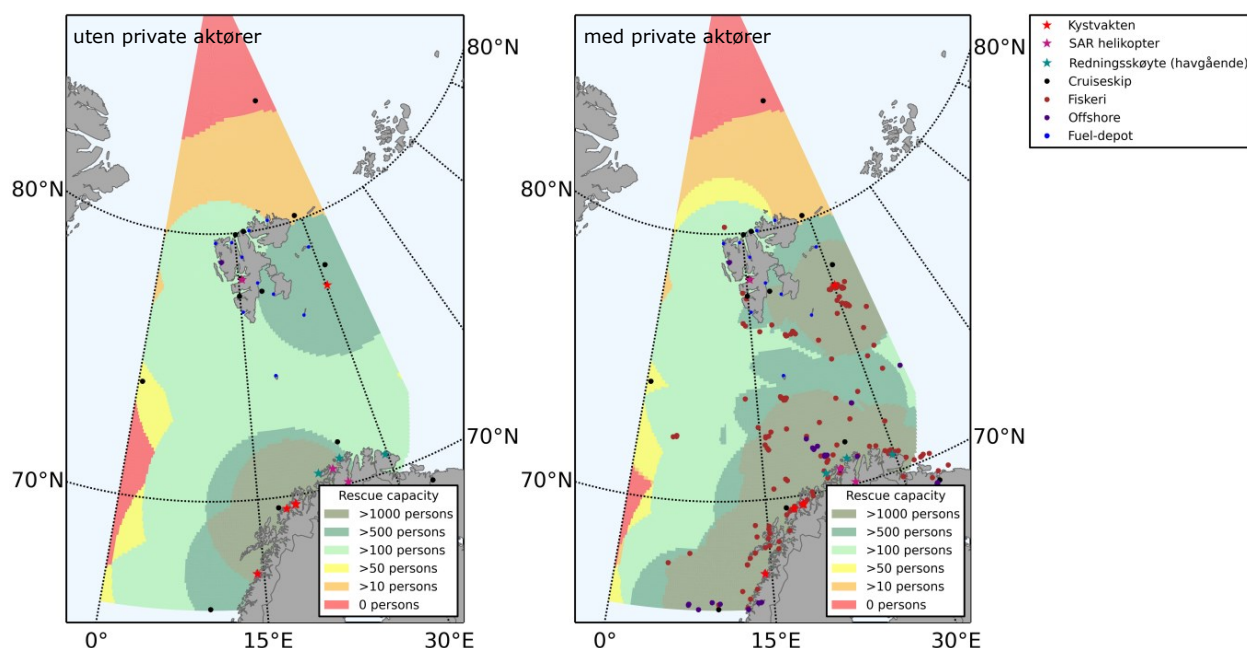 uten private aktører
80°N
80°N
70°N
70°N
0°
15°E
30°E
Rescue capacity
>1000 persons
>500 persons
>100 persons
>50 persons
>10 persons
0 persons
med private aktører
80°N
80°N
70°N
70°N
0°
15°E
30°E
Rescue capacity
>1000 persons
>500 persons
>100 persons
>50 persons
>10 persons
0 persons
Kystvakten
SAR helikopter
Redningsskøyte (havgående)
Cruiseskip
Fiskeri
Offshore
Fuel-depot